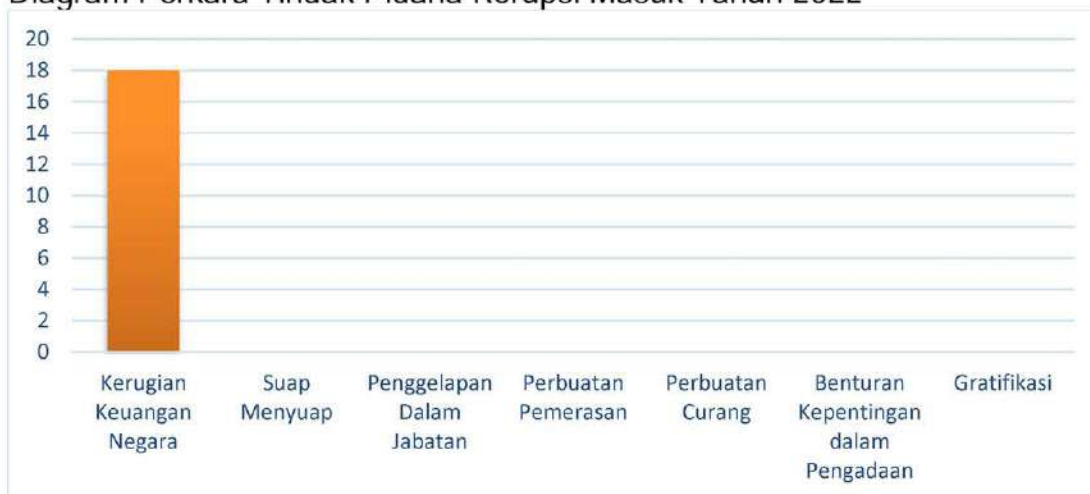 Diagram Perkara Tindak Pidana Korupsi Masuk Tahun 2022
20
18
16
14
12
10
8
6
4
2
0
Kerugian
Keuangan
Negara
Suap
Menyuap
Penggelapan
Dalam
Jabatan
Perbuatan
Pemerasan
Perbuatan
Curang
Benturan
Kepentingan
dalam
Pengadaan
Gratifikasi